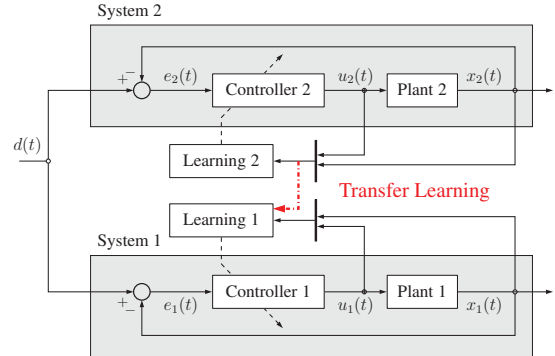 System 2
+ − e₂(t) Controller 2 u₂(t) Plant 2 x₂(t)
d(t)
Learning 2
Transfer Learning
Learning 1
System 1
+ − e₁(t) Controller 1 u₁(t) Plant 1 x₁(t)